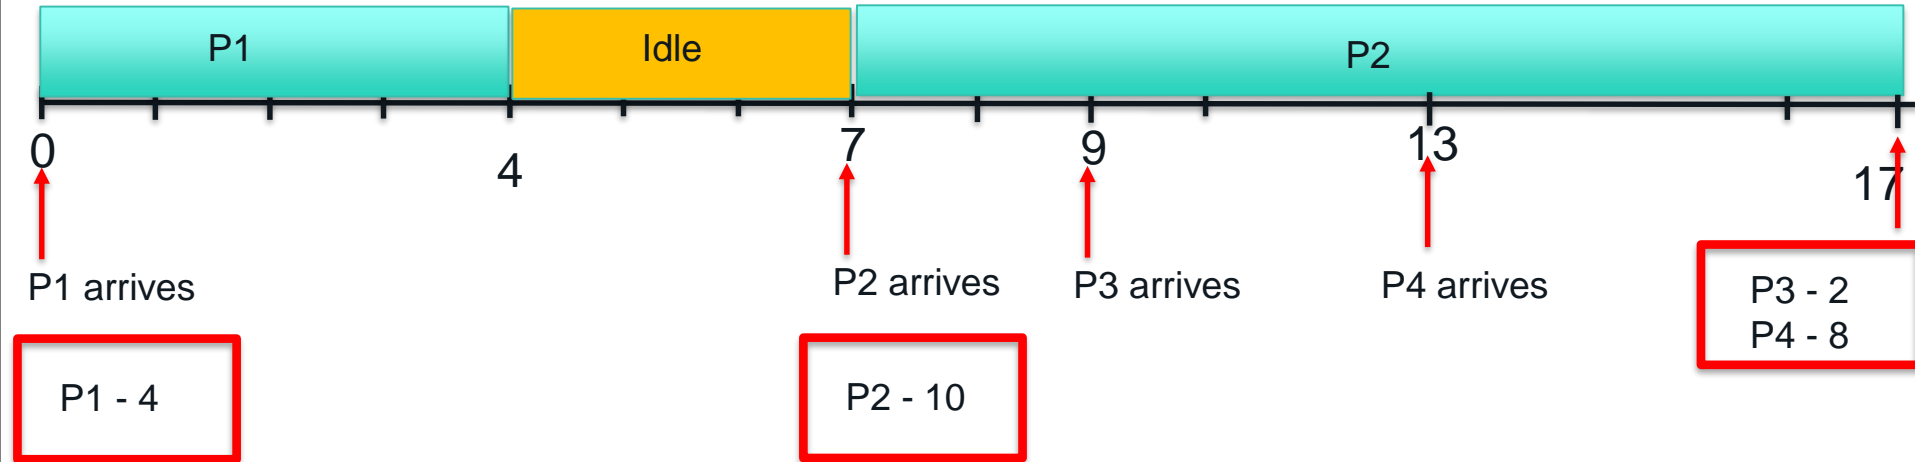 P1
Idle
P2
0
4
7
9
13
17
P1 arrives
P2 arrives
P3 arrives
P4 arrives
P3 - 2
P4 - 8
P1 - 4
P2 - 10